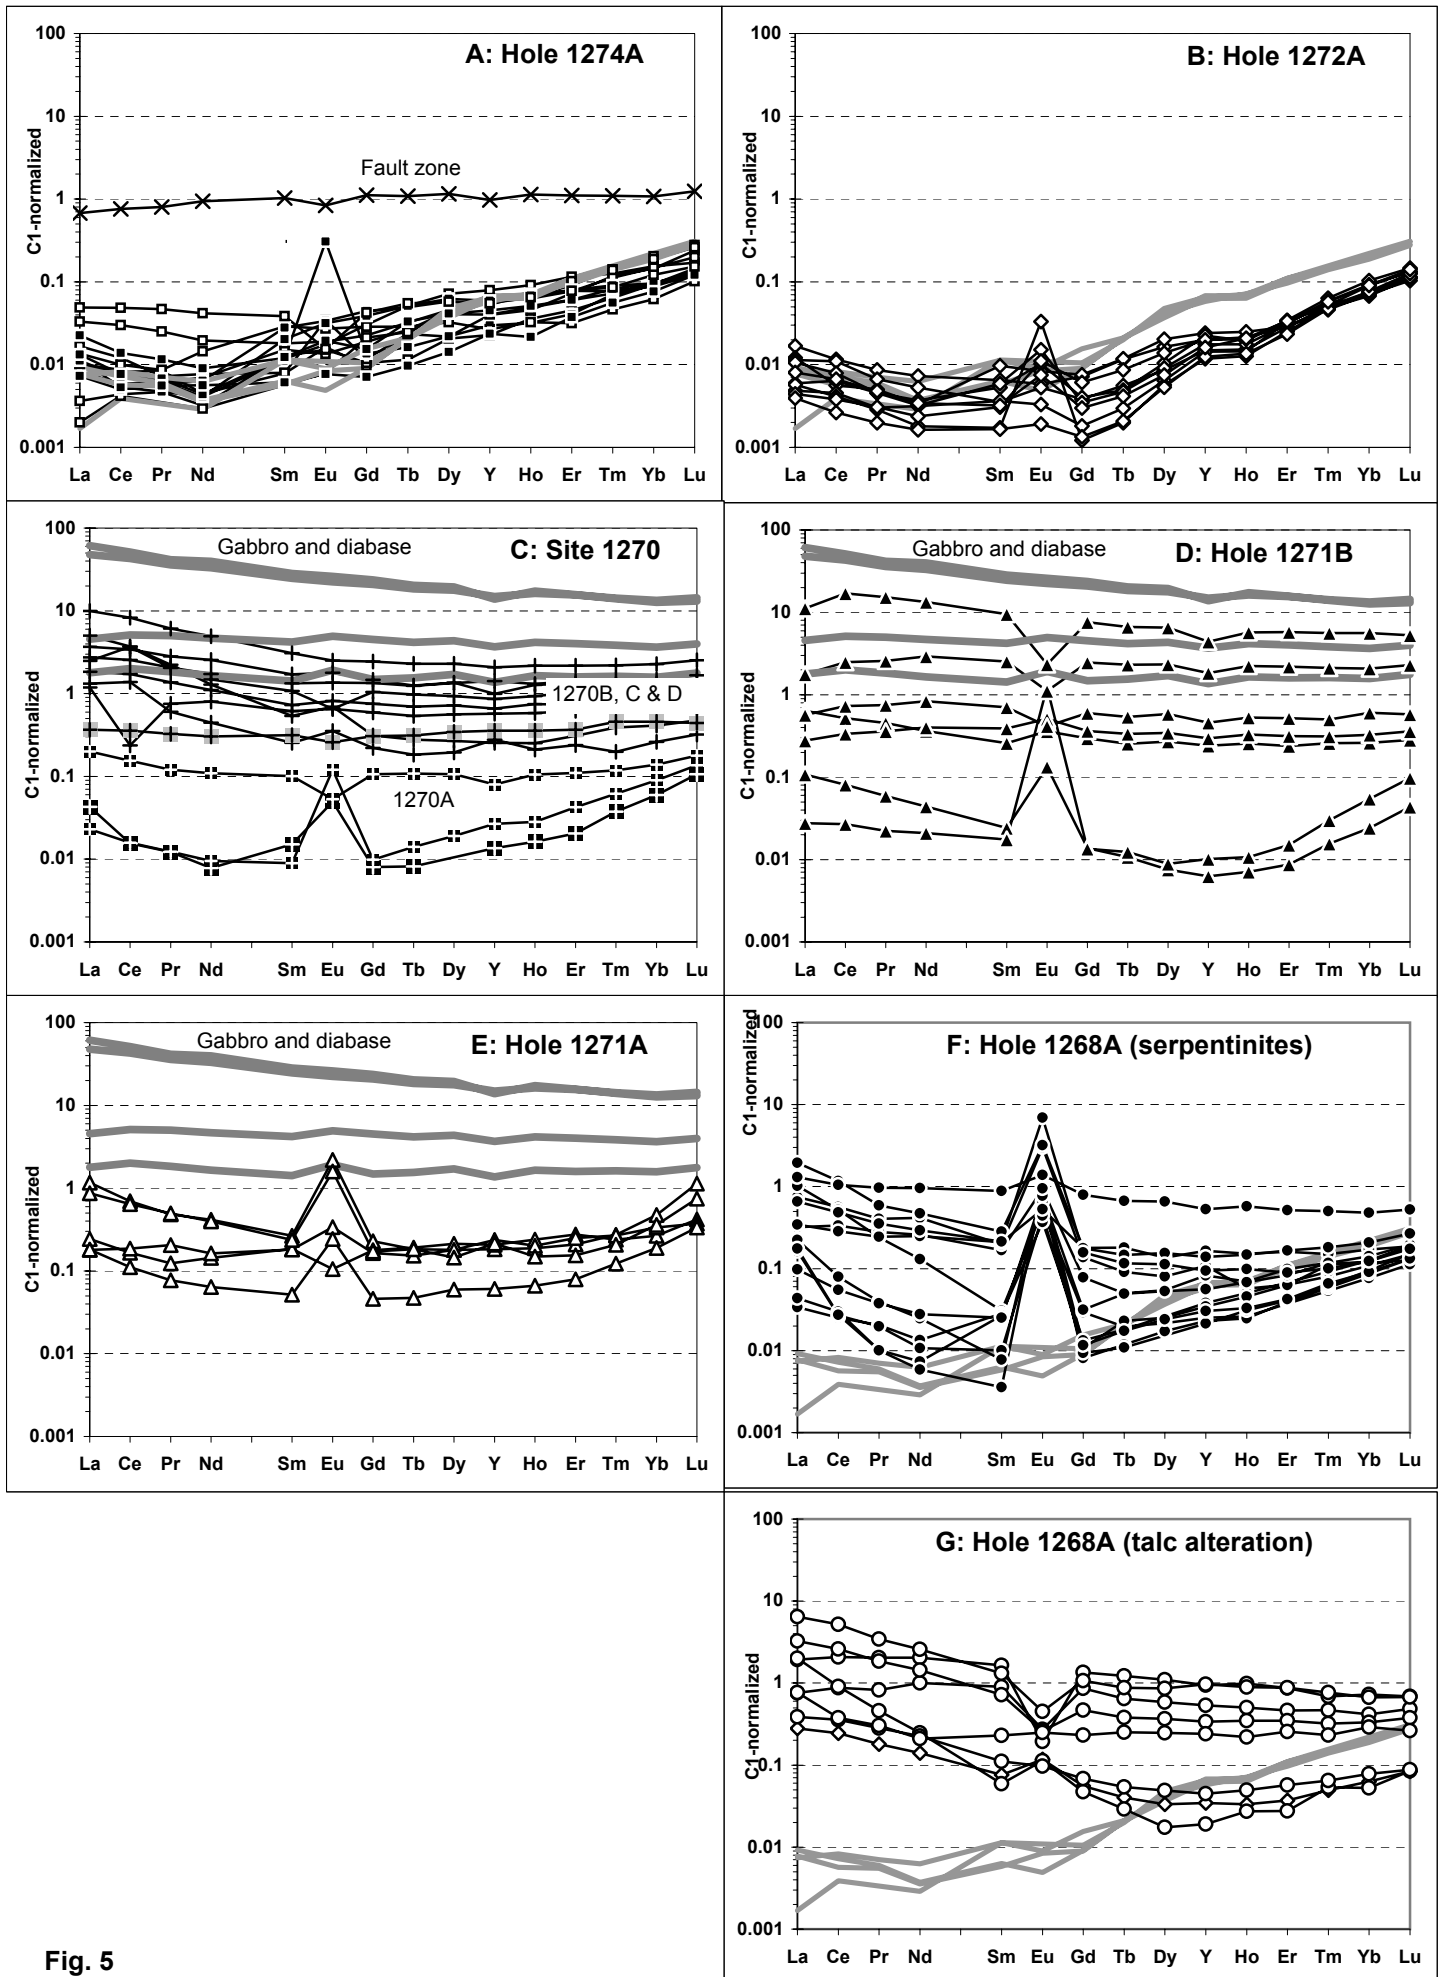 A: Hole 1274A
C1-normalized
100
10
1
0.1
0.01
0.001
Fault zone
La Ce Pr Nd Sm Eu Gd Tb Dy Y Ho Er Tm Yb Lu
B: Hole 1272A
C1-normalized
100
10
1
0.1
0.01
0.001
La Ce Pr Nd Sm Eu Gd Tb Dy Y Ho Er Tm Yb Lu
C: Site 1270
C1-normalized
100
10
1
0.1
0.01
0.001
Gabbro and diabase
1270B, C & D
1270A
La Ce Pr Nd Sm Eu Gd Tb Dy Y Ho Er Tm Yb Lu
D: Hole 1271B
C1-normalized
100
10
1
0.1
0.01
0.001
Gabbro and diabase
La Ce Pr Nd Sm Eu Gd Tb Dy Y Ho Er Tm Yb Lu
E: Hole 1271A
C1-normalized
100
10
1
0.1
0.01
0.001
Gabbro and diabase
La Ce Pr Nd Sm Eu Gd Tb Dy Y Ho Er Tm Yb Lu
F: Hole 1268A (serpentinites)
C1-normalized
100
10
1
0.1
0.01
0.001
La Ce Pr Nd Sm Eu Gd Tb Dy Y Ho Er Tm Yb Lu
G: Hole 1268A (talc alteration)
C1-normalized
100
10
1
0.1
0.01
0.001
La Ce Pr Nd Sm Eu Gd Tb Dy Y Ho Er Tm Yb Lu
Fig. 5